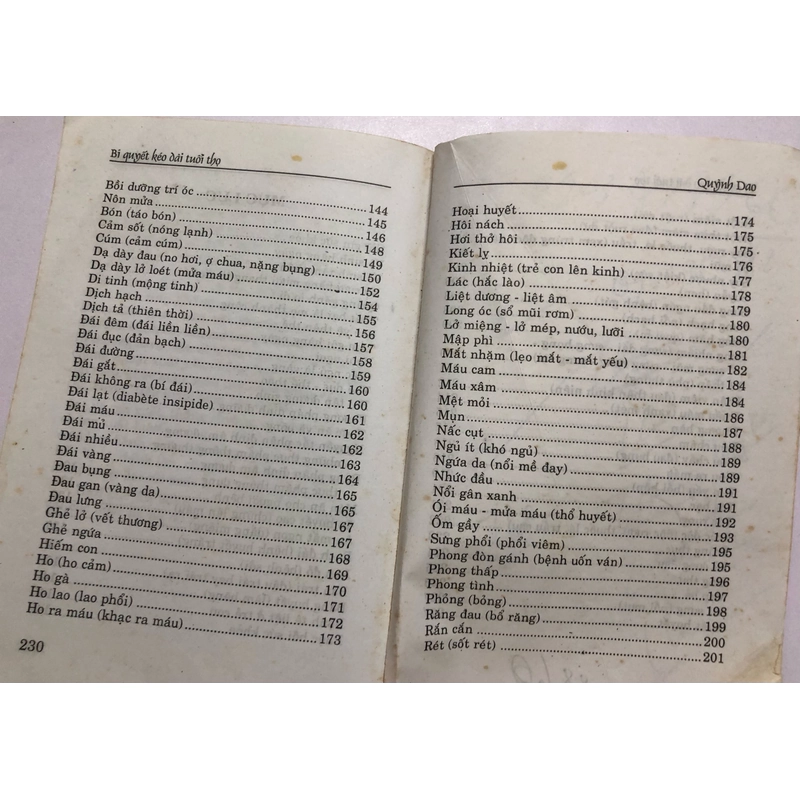 Bí quyết kéo dài tuổi thọ
Bồi dưỡng trí óc ........ 144
Nôn mửa ........ 145
Bón (táo bón) ........ 146
Cảm sốt (nóng lạnh) ........ 148
Cúm (cảm cúm) ........ 149
Dạ dày đau (no hơi, ợ chua, nặng bụng) ........ 150
Dạ dày lở loét (mửa máu) ........ 152
Di tinh (mộng tinh) ........ 154
Dịch hạch ........ 155
Dịch tả (thiên thời) ........ 156
Đái đêm (đái liền liền) ........ 157
Đái đục (đần bạch) ........ 158
Đái đường ........ 159
Đái gắt ........ 160
Đái không ra (bí đái) ........ 160
Đái lạt (diabète insipide) ........ 161
Đái máu ........ 162
Đái mủ ........ 162
Đái nhiều ........ 163
Đái vàng ........ 164
Đau bụng ........ 165
Đau gan (vàng da) ........ 165
Đau lưng ........ 167
Ghẻ lở (vết thương) ........ 167
Ghẻ ngứa ........ 168
Hiếm con ........ 169
Ho (ho cảm) ........ 170
Ho gà ........ 171
Ho lao (lao phổi) ........ 172
Ho ra máu (khạc ra máu) ........ 173
230
Quỳnh Dao
Hoại huyết ........ 174
Hôi nách ........ 175
Hơi thở hôi ........ 175
Kiết lỵ ........ 176
Kinh nhiệt (trẻ con lên kinh) ........ 177
Lác (hắc lào) ........ 178
Liệt dương - liệt âm ........ 179
Long óc (sổ mũi rơm) ........ 180
Lở miệng - lở mép, nướu, lưỡi ........ 180
Mập phì ........ 181
Mắt nhặm (lẹo mắt - mắt yếu) ........ 182
Máu cam ........ 184
Máu xâm ........ 184
Mệt mỏi ........ 186
Mụn ........ 187
Nấc cụt ........ 188
Ngủ ít (khó ngủ) ........ 189
Ngứa da (nổi mề đay) ........ 189
Nhức đầu ........ 191
Nổi gân xanh ........ 191
Ói máu - mửa máu (thổ huyết) ........ 192
Ốm gầy ........ 193
Sưng phổi (phổi viêm) ........ 195
Phong đòn gánh (bệnh uốn ván) ........ 195
Phong thấp ........ 196
Phong tình ........ 197
Phỏng (bỏng) ........ 198
Răng đau (bổ răng) ........ 199
Rắn cắn ........ 200
Rét (sốt rét) ........ 201